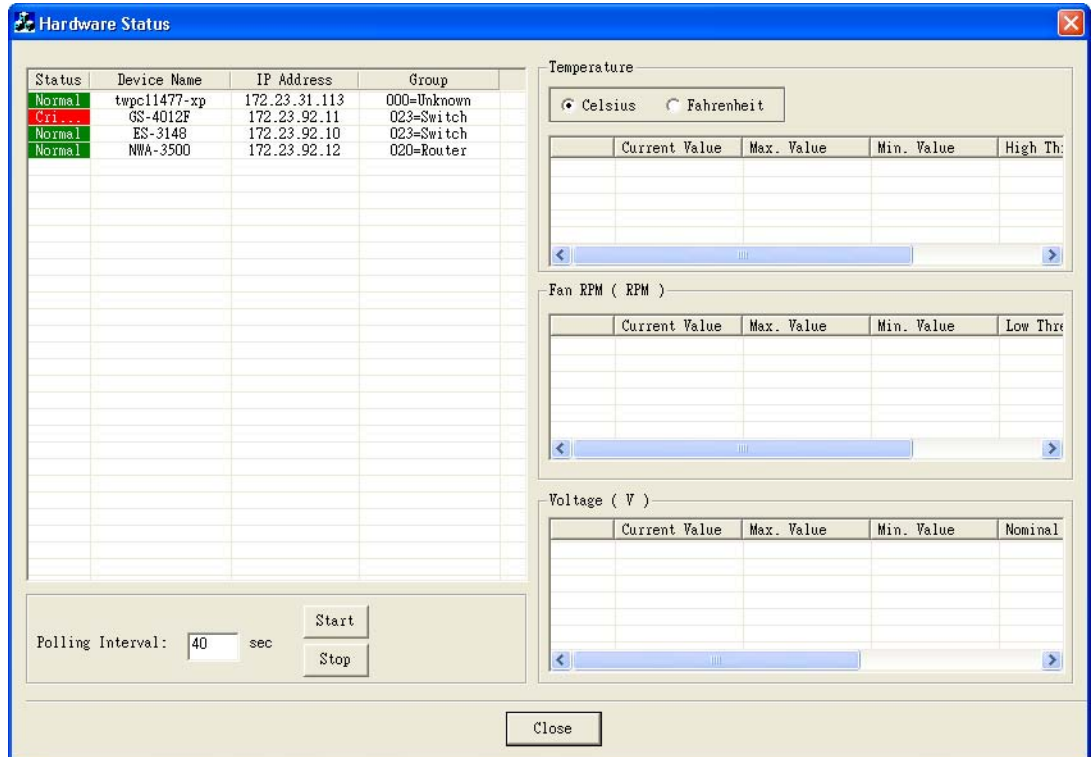 Hardware Status
Status Device Name IP Address Group
Normal twpc11477-xp 172.23.31.113 000=Unknown
Cri... GS-4012F 172.23.92.11 023=Switch
Normal ES-3148 172.23.92.10 023=Switch
Normal NWA-3500 172.23.92.12 020=Router
Polling Interval: 40 sec
Start
Stop
Temperature
Celsius Fahrenheit
Current Value Max. Value Min. Value High Th
Fan RPM ( RPM )
Current Value Max. Value Min. Value Low Thre
Voltage ( V )
Current Value Max. Value Min. Value Nominal
Close